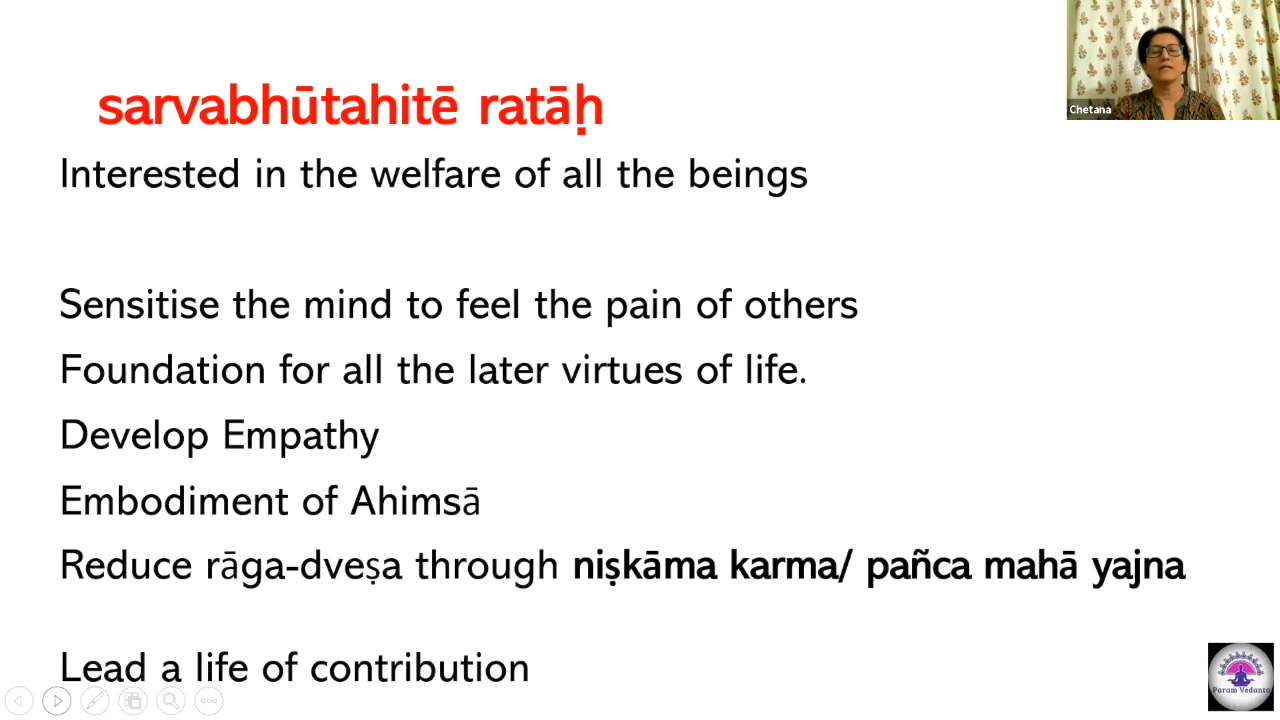 sarvabhūtahitē ratāḥ
Interested in the welfare of all the beings
Sensitise the mind to feel the pain of others
Foundation for all the later virtues of life.
Develop Empathy
Embodiment of Ahimsā
Reduce rāga-dveṣa through niṣkāma karma/ pañca mahā yajna
Lead a life of contribution
Chetana
Param Vedanta